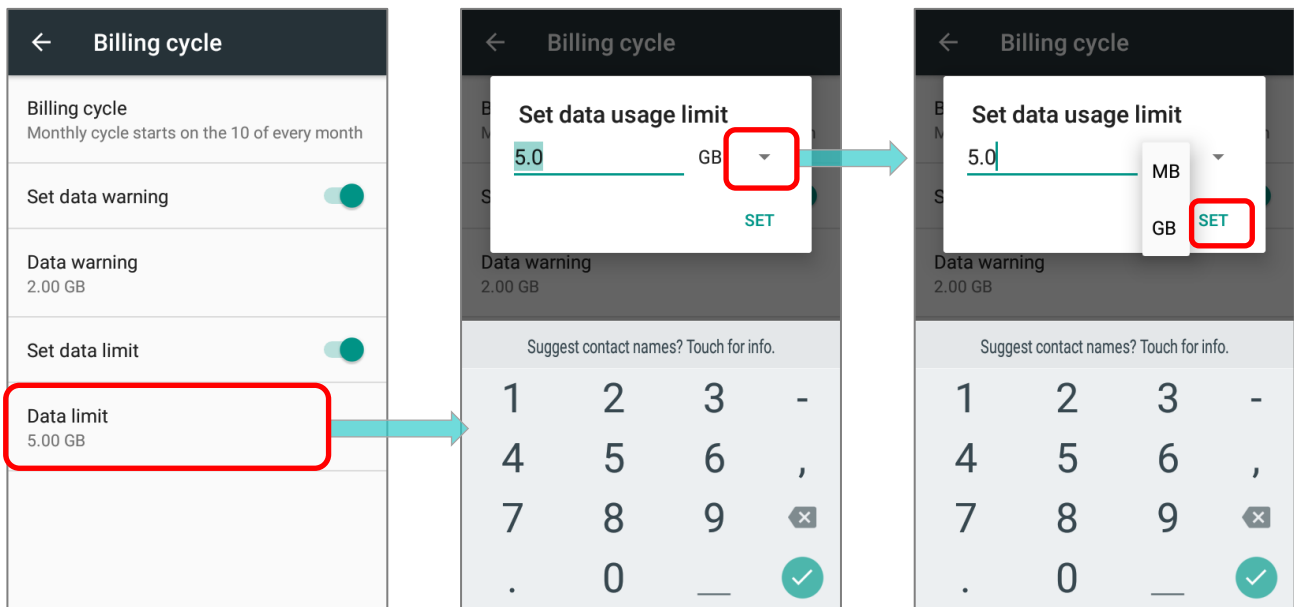 Billing cycle
Billing cycle
Monthly cycle starts on the 10 of every month
Set data warning
Data warning
2.00 GB
Set data limit
Data limit
5.00 GB
Billing cycle
B
M
Set data usage limit
5.0 GB
S
SET
Data warning
2.00 GB
Suggest contact names? Touch for info.
1 2 3 -
4 5 6 ,
7 8 9
. 0 _
Billing cycle
B
M
Set data usage limit
5.0
MB
S
GB SET
Data warning
2.00 GB
Suggest contact names? Touch for info.
1 2 3 -
4 5 6 ,
7 8 9
. 0 _